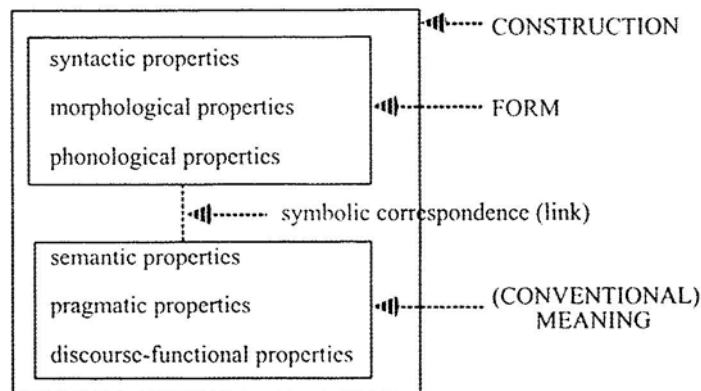 CONSTRUCTION
syntactic properties
morphological properties
FORM
phonological properties
symbolic correspondence (link)
semantic properties
pragmatic properties
(CONVENTIONAL)
MEANING
discourse-functional properties